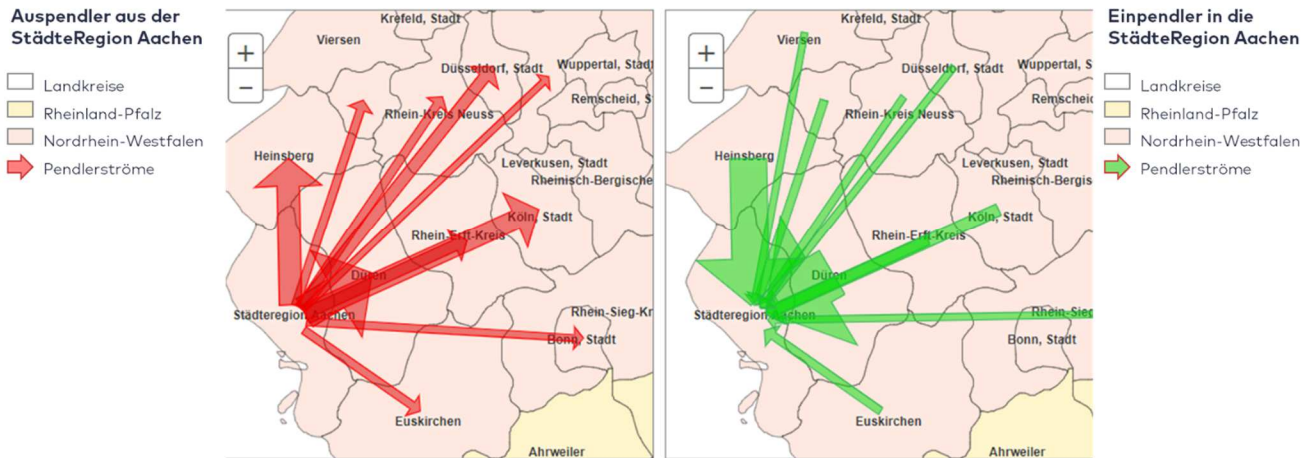 Auspendler aus der
StädteRegion Aachen
Landkreise
Rheinland-Pfalz
Nordrhein-Westfalen
Pendlerströme
+
−
Krefeld, Stadt
Viersen
Düsseldorf, Stadt
Wuppertal, Stadt
Remscheid, S
Rhein-Kreis Neuss
Heinsberg
Leverkusen, Stadt
Rheinisch-Bergische
Köln, Stadt
Rhein-Erft-Kreis
Düren
Städteregion Aachen
Rhein-Sieg-Kr
Bonn, Stadt
Euskirchen
Ahrweiler
+
−
Krefeld, Stadt
Viersen
Düsseldorf, Stadt
Wuppertal, Stad
Remscheid
Rhein-Kreis Neuss
Heinsberg
Leverkusen, Stadt
Rheinisch-Bergis
Köln, Stadt
Rhein-Erft-Kreis
Düren
Städteregion Aachen
Rhein-Sieg
Bonn, Stadt
Euskirchen
Ahrweiler
Einpendler in die
StädteRegion Aachen
Landkreise
Rheinland-Pfalz
Nordrhein-Westfalen
Pendlerströme